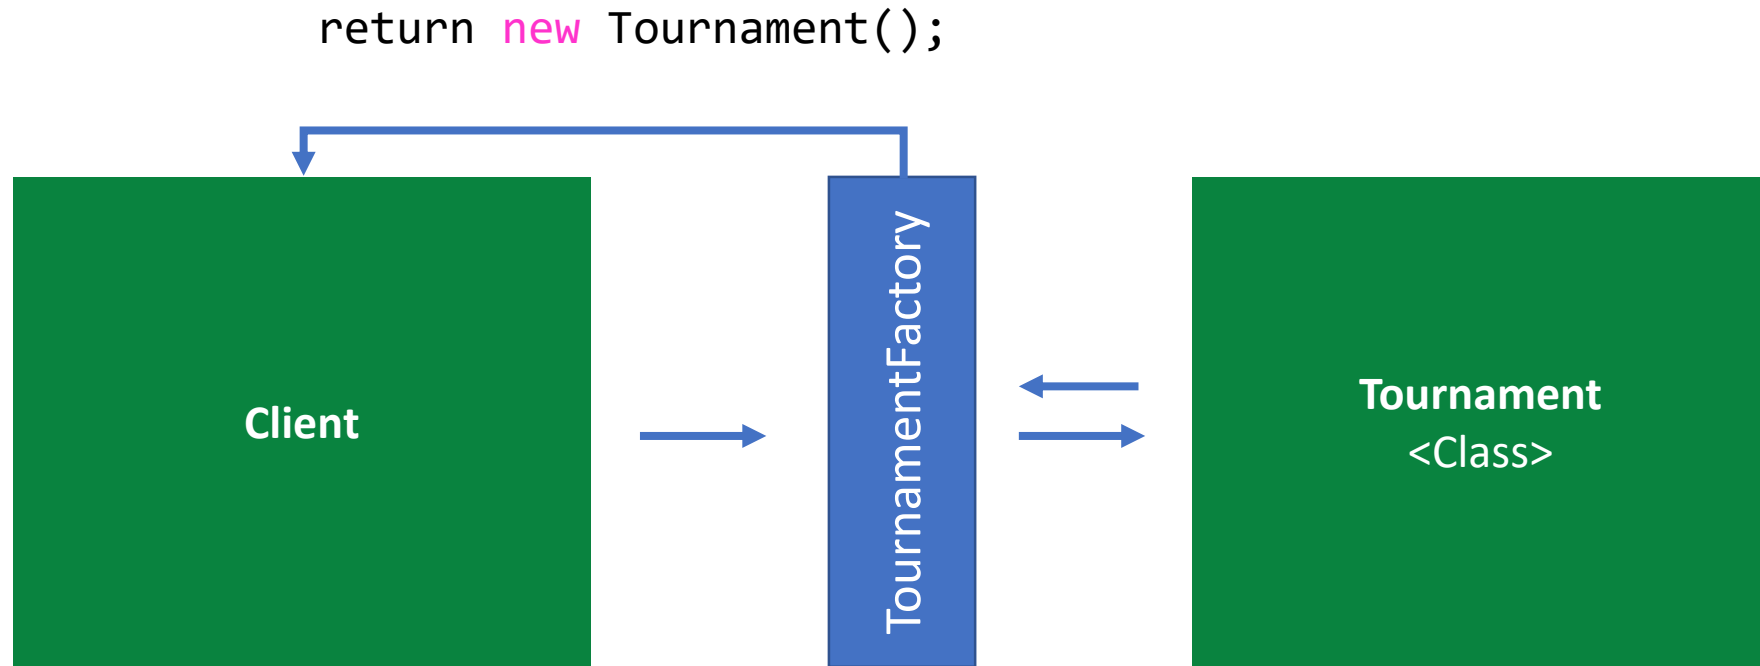 return new Tournament();
Client
TournamentFactory
Tournament
<Class>